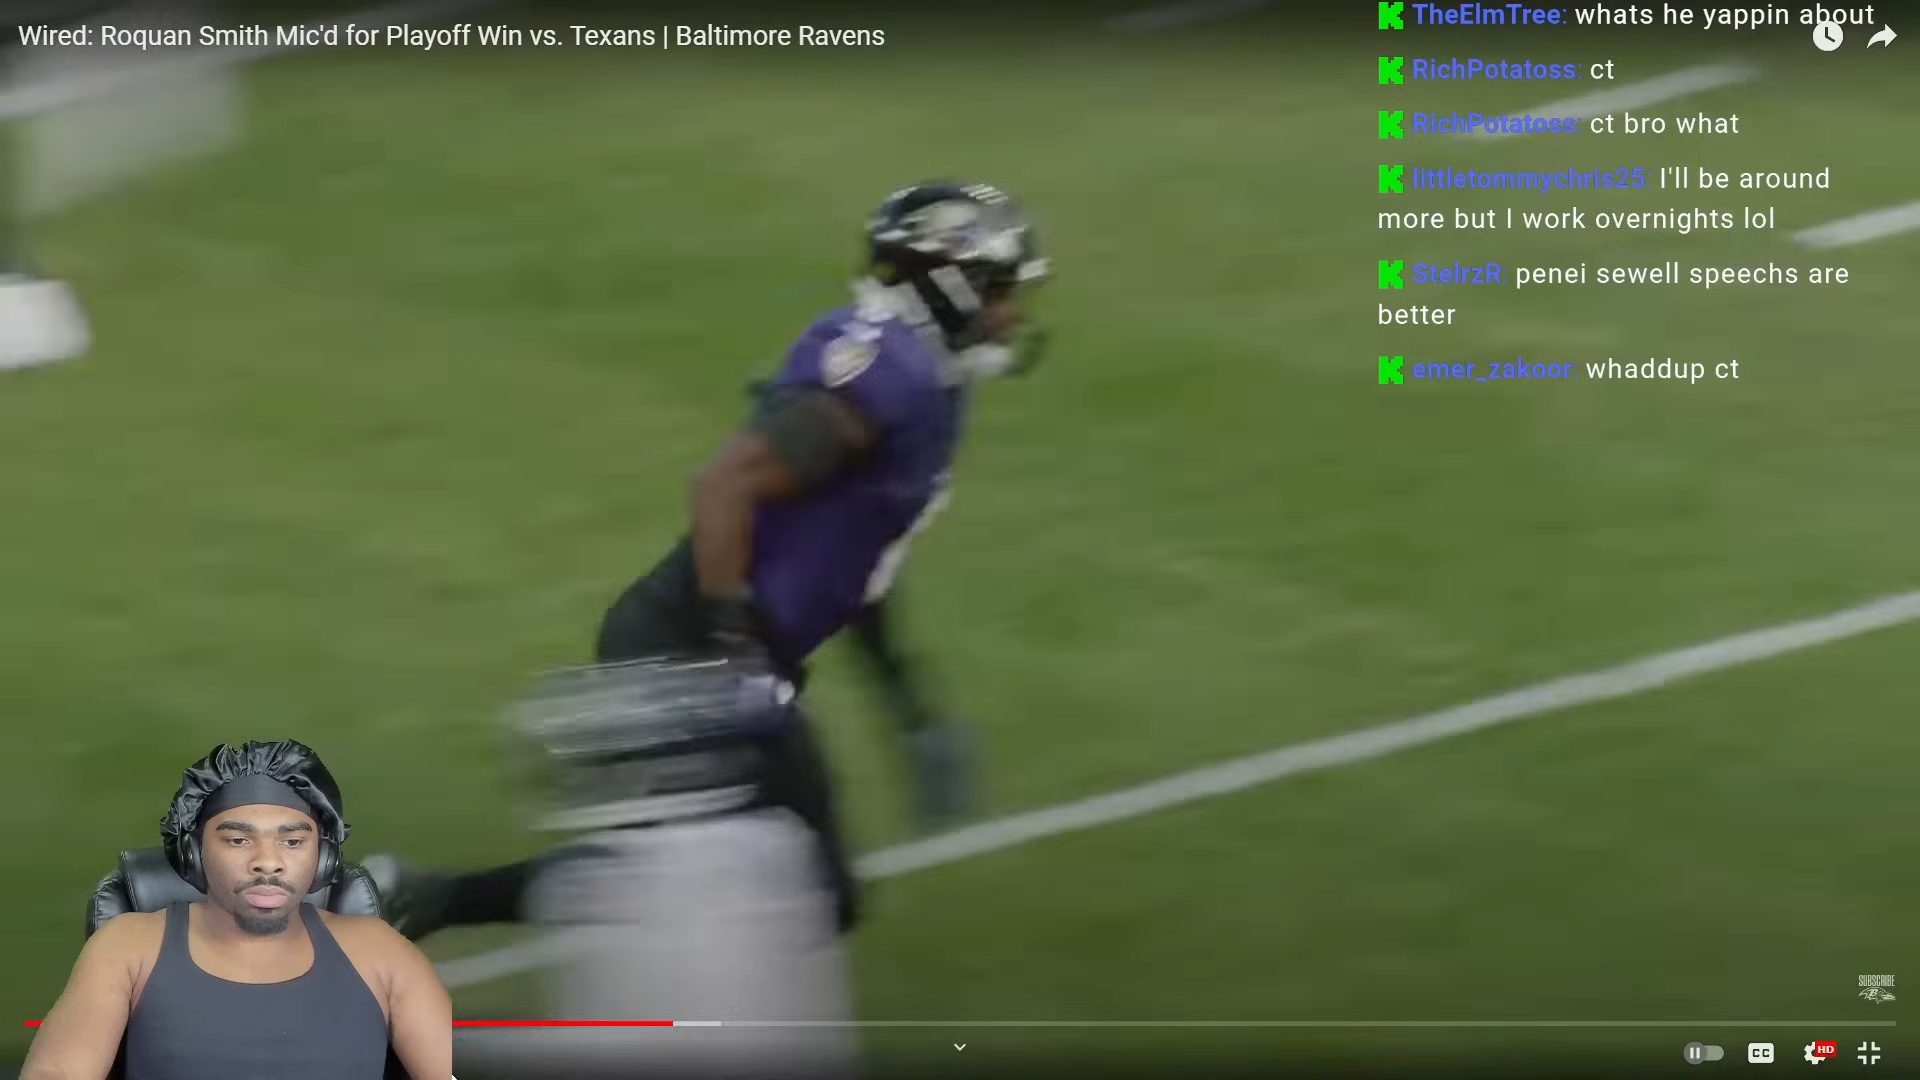 Wired: Roquan Smith Mic'd for Playoff Win vs. Texans | Baltimore Ravens
TheElmTree: whats he yappin about
RichPotatoss: ct
RichPotatoss: ct bro what
littletommychris25: I'll be around
more but I work overnights lol
StelrzR: penei sewell speechs are
better
emer_zakoor: whaddup ct
SUBSCRIBE
CC
HD